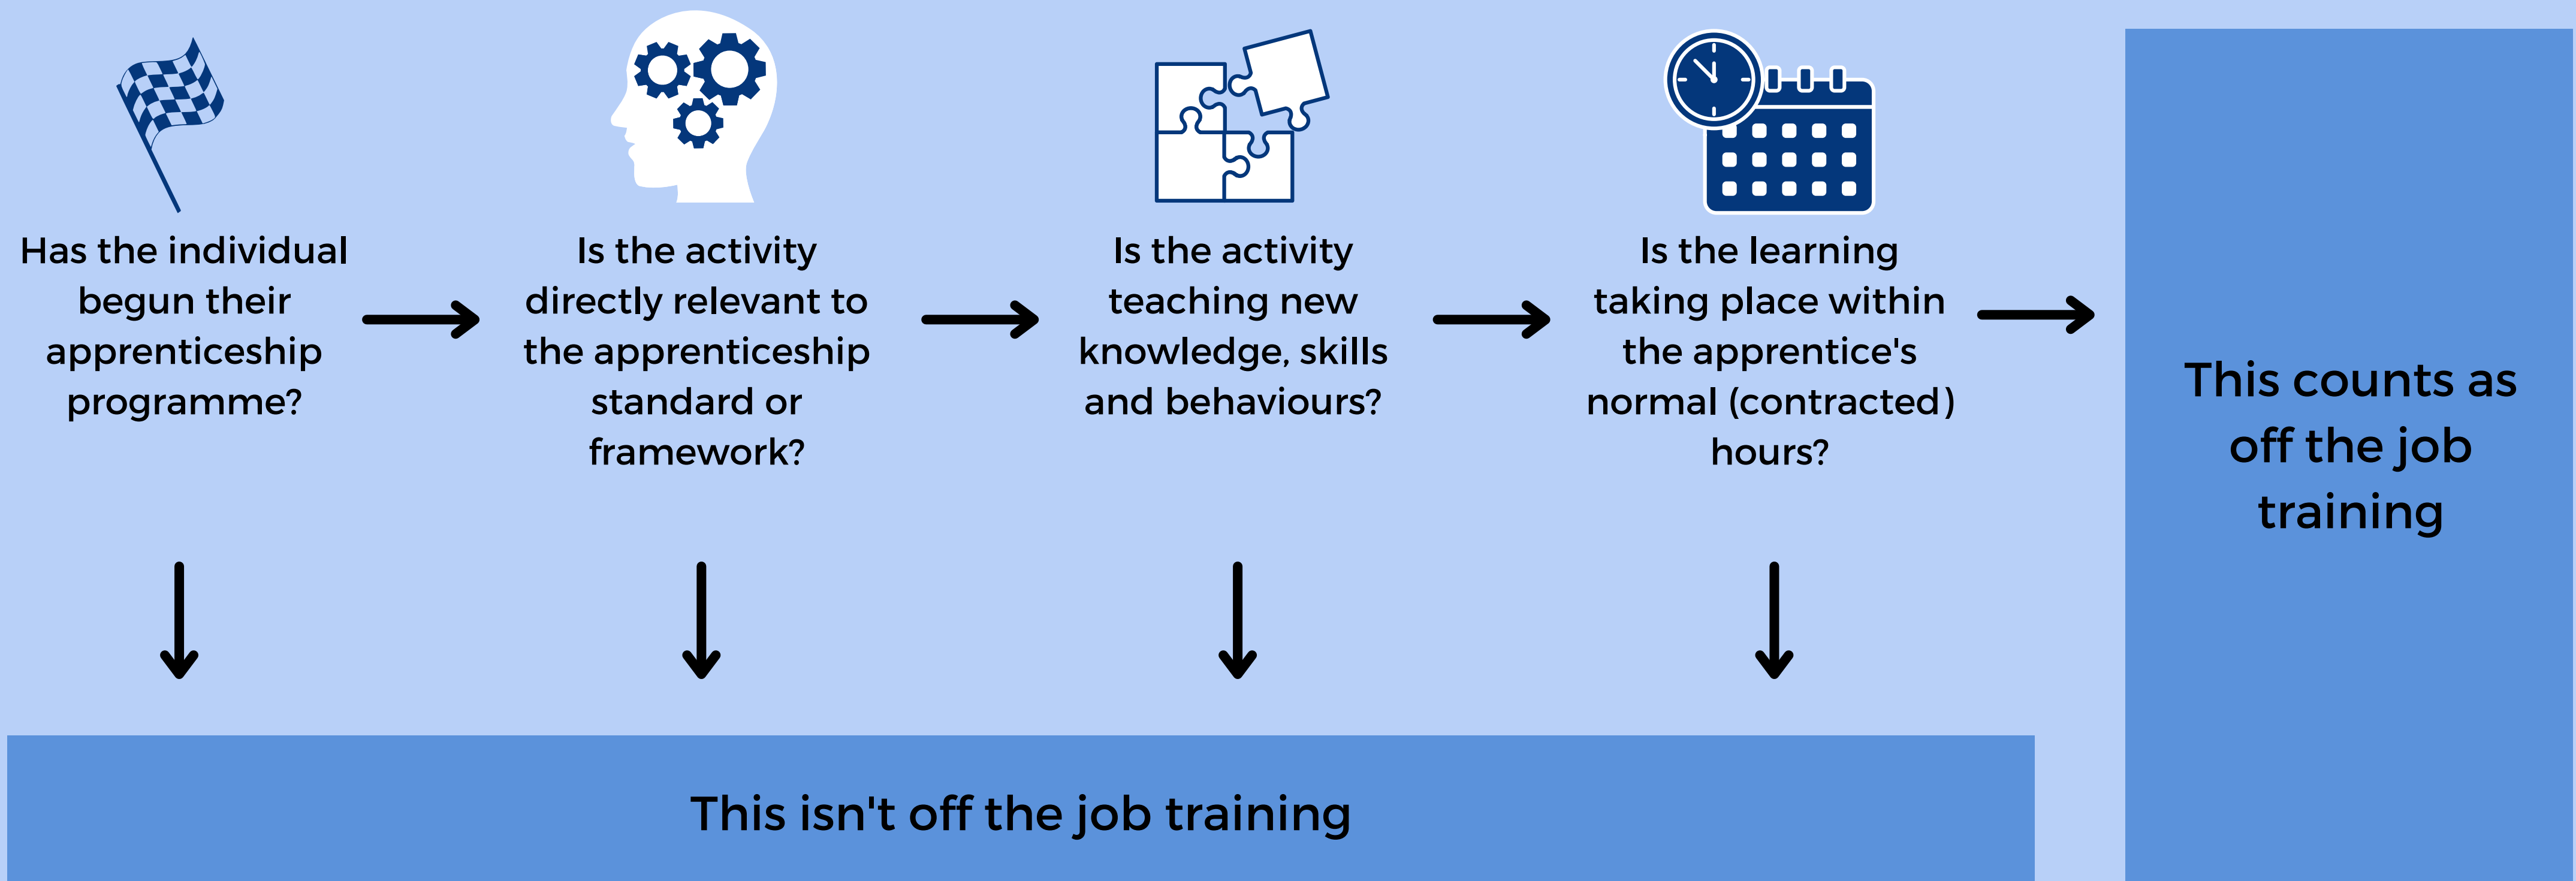 Has the individual
begun their
apprenticeship
programme?
Is the activity
directly relevant to
the apprenticeship
standard or
framework?
Is the activity
teaching new
knowledge, skills
and behaviours?
Is the learning
taking place within
the apprentice's
normal (contracted)
hours?
This counts as
off the job
training
This isn't off the job training